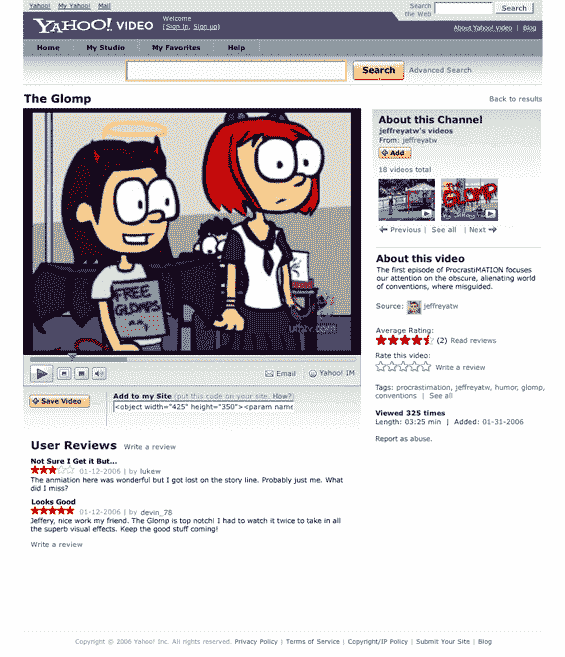 Yahoo! My Yahoo! Mail
Search the Web
Search
YAHOO! VIDEO
Welcome
[Sign In, Sign up]
About Yahoo! Video | Blog
Home My Studio My Favorites Help
Search Advanced Search
The Glomp
Back to results
FREE
GLOMPS
About this Channel
jeffreyatw's videos
From: jeffreyatw
Add
18 videos total
GLOMP
Previous | See all | Next
About this video
The first episode of ProcrastiMATION focuses
our attention on the obscure, alienating world
of conventions, where misguided.
Source: jeffreyatw
Average Rating:
(2) Read reviews
Rate this video:
Write a review
Tags: procrastimation, jeffreyatw, humor, glomp,
conventions | See all
Viewed 325 times
Length: 03:25 min | Added: 01-31-2006
Report as abuse.
Email Yahoo! IM
Save Video
Add to my Site (put this code on your site. How?)
<object width="425" height="350"><param name
User Reviews Write a review
Not Sure I Get it But...
01-12-2006 | by lukew
The anmiation here was wonderful but I got lost on the story line. Probably just me. What
did I miss?
Looks Good
01-12-2006 | by devin_78
Jeffery, nice work my friend. The Glomp is top notch! I had to watch it twice to take in all
the superb visual effects. Keep the good stuff coming!
Write a review
Copyright © 2006 Yahoo! Inc. All rights reserved. Privacy Policy | Terms of Service | Copyright/IP Policy | Submit Your Site | Blog